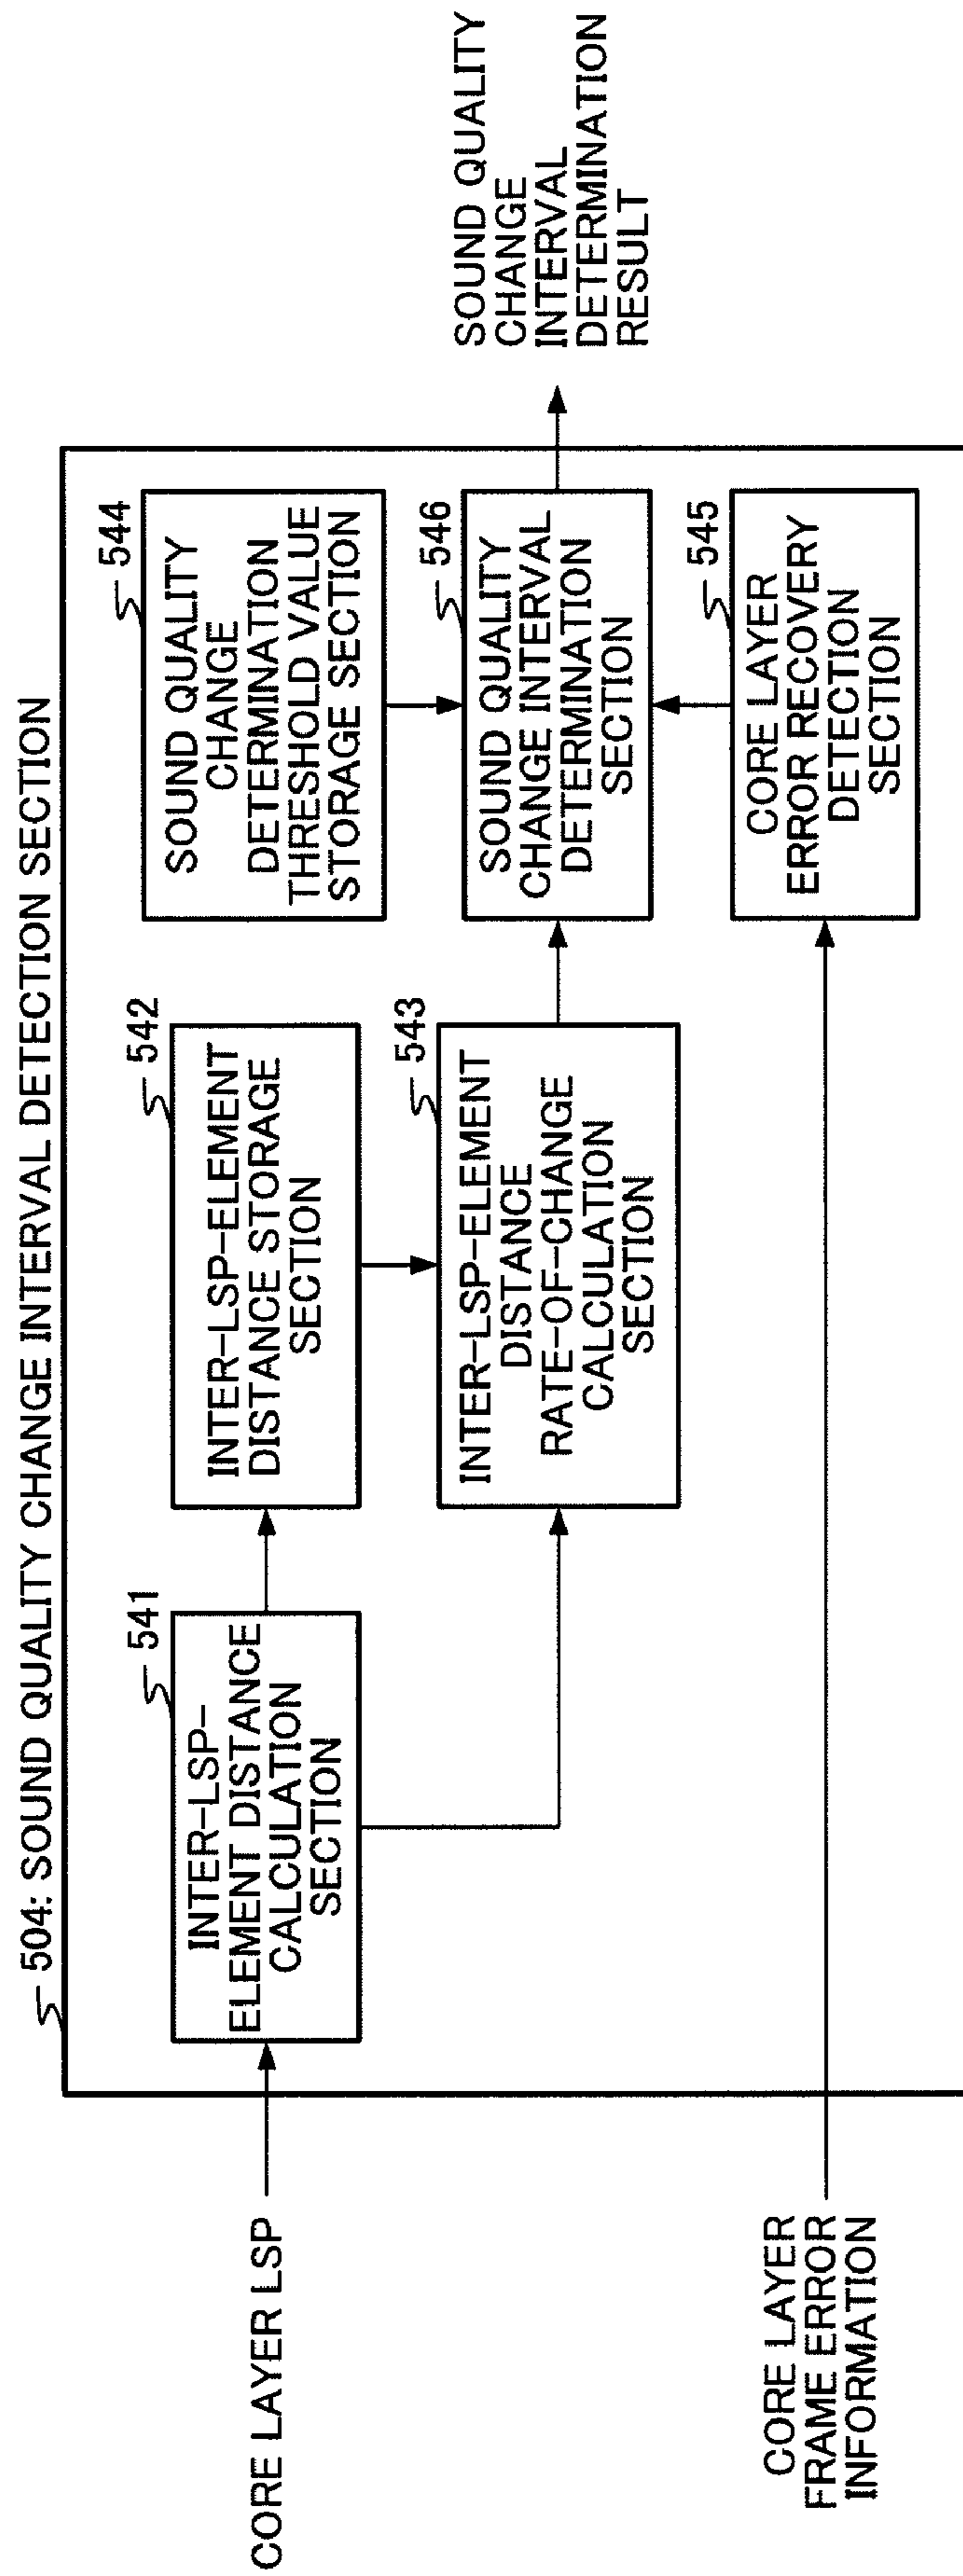 504: SOUND QUALITY CHANGE INTERVAL DETECTION SECTION
CORE LAYER LSP
541
INTER-LSP-
ELEMENT DISTANCE
CALCULATION
SECTION
542
INTER-LSP-ELEMENT
DISTANCE STORAGE
SECTION
543
INTER-LSP-ELEMENT
DISTANCE
RATE-OF-CHANGE
CALCULATION
SECTION
544
SOUND QUALITY
CHANGE
DETERMINATION
THRESHOLD VALUE
STORAGE SECTION
546
SOUND QUALITY
CHANGE INTERVAL
DETERMINATION
SECTION
545
CORE LAYER
ERROR RECOVERY
DETECTION
SECTION
CORE LAYER
FRAME ERROR
INFORMATION
SOUND QUALITY
CHANGE
INTERVAL
DETERMINATION
RESULT